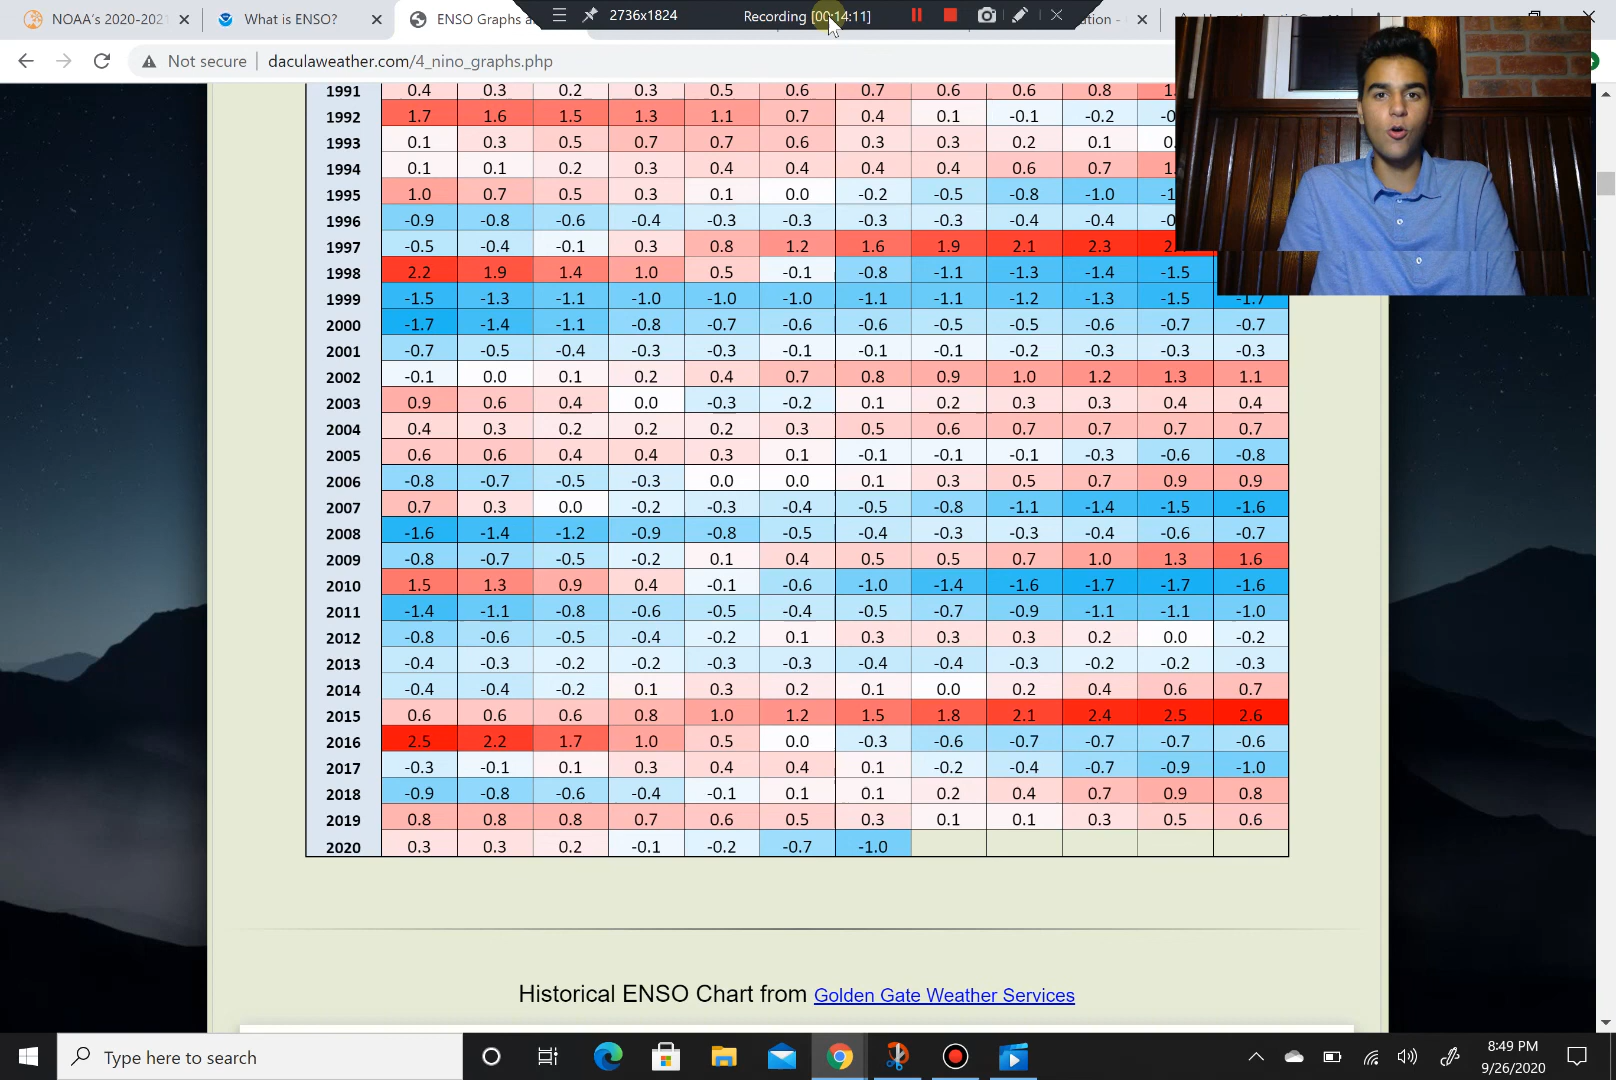 NOAA's 2020-202
What is ENSO?
ENSO Graphs a
2736x1824
Recording [00:14:11]
Not secure
daculaweather.com/4_nino_graphs.php
1991 0.4 0.3 0.2 0.3 0.5 0.6 0.7 0.6 0.6 0.8
1992 1.7 1.6 1.5 1.3 1.1 0.7 0.4 0.1 -0.1 -0.2
1993 0.1 0.3 0.5 0.7 0.7 0.6 0.3 0.3 0.2 0.1
1994 0.1 0.1 0.2 0.3 0.4 0.4 0.4 0.4 0.6 0.7
1995 1.0 0.7 0.5 0.3 0.1 0.0 -0.2 -0.5 -0.8 -1.0
1996 -0.9 -0.8 -0.6 -0.4 -0.3 -0.3 -0.3 -0.3 -0.4 -0.4
1997 -0.5 -0.4 -0.1 0.3 0.8 1.2 1.6 1.9 2.1 2.3
1998 2.2 1.9 1.4 1.0 0.5 -0.1 -0.8 -1.1 -1.3 -1.4 -1.5
1999 -1.5 -1.3 -1.1 -1.0 -1.0 -1.0 -1.1 -1.1 -1.2 -1.3 -1.5 -1.7
2000 -1.7 -1.4 -1.1 -0.8 -0.7 -0.6 -0.6 -0.5 -0.5 -0.6 -0.7 -0.7
2001 -0.7 -0.5 -0.4 -0.3 -0.3 -0.1 -0.1 -0.1 -0.2 -0.3 -0.3 -0.3
2002 -0.1 0.0 0.1 0.2 0.4 0.7 0.8 0.9 1.0 1.2 1.3 1.1
2003 0.9 0.6 0.4 0.0 -0.3 -0.2 0.1 0.2 0.3 0.3 0.4 0.4
2004 0.4 0.3 0.2 0.2 0.2 0.3 0.5 0.6 0.7 0.7 0.7 0.7
2005 0.6 0.6 0.4 0.4 0.3 0.1 -0.1 -0.1 -0.1 -0.3 -0.6 -0.8
2006 -0.8 -0.7 -0.5 -0.3 0.0 0.0 0.1 0.3 0.5 0.7 0.9 0.9
2007 0.7 0.3 0.0 -0.2 -0.3 -0.4 -0.5 -0.8 -1.1 -1.4 -1.5 -1.6
2008 -1.6 -1.4 -1.2 -0.9 -0.8 -0.5 -0.4 -0.3 -0.3 -0.4 -0.6 -0.7
2009 -0.8 -0.7 -0.5 -0.2 0.1 0.4 0.5 0.5 0.7 1.0 1.3 1.6
2010 1.5 1.3 0.9 0.4 -0.1 -0.6 -1.0 -1.4 -1.6 -1.7 -1.7 -1.6
2011 -1.4 -1.1 -0.8 -0.6 -0.5 -0.4 -0.5 -0.7 -0.9 -1.1 -1.1 -1.0
2012 -0.8 -0.6 -0.5 -0.4 -0.2 0.1 0.3 0.3 0.3 0.2 0.0 -0.2
2013 -0.4 -0.3 -0.2 -0.2 -0.3 -0.3 -0.4 -0.4 -0.3 -0.2 -0.2 -0.3
2014 -0.4 -0.4 -0.2 0.1 0.3 0.2 0.1 0.0 0.2 0.4 0.6 0.7
2015 0.6 0.6 0.6 0.8 1.0 1.2 1.5 1.8 2.1 2.4 2.5 2.6
2016 2.5 2.2 1.7 1.0 0.5 0.0 -0.3 -0.6 -0.7 -0.7 -0.7 -0.6
2017 -0.3 -0.1 0.1 0.3 0.4 0.4 0.1 -0.2 -0.4 -0.7 -0.9 -1.0
2018 -0.9 -0.8 -0.6 -0.4 -0.1 0.1 0.1 0.2 0.4 0.7 0.9 0.8
2019 0.8 0.8 0.8 0.7 0.6 0.5 0.3 0.1 0.1 0.3 0.5 0.6
2020 0.3 0.3 0.2 -0.1 -0.2 -0.7 -1.0
Historical ENSO Chart from Golden Gate Weather Services
Type here to search
8:49 PM
9/26/2020